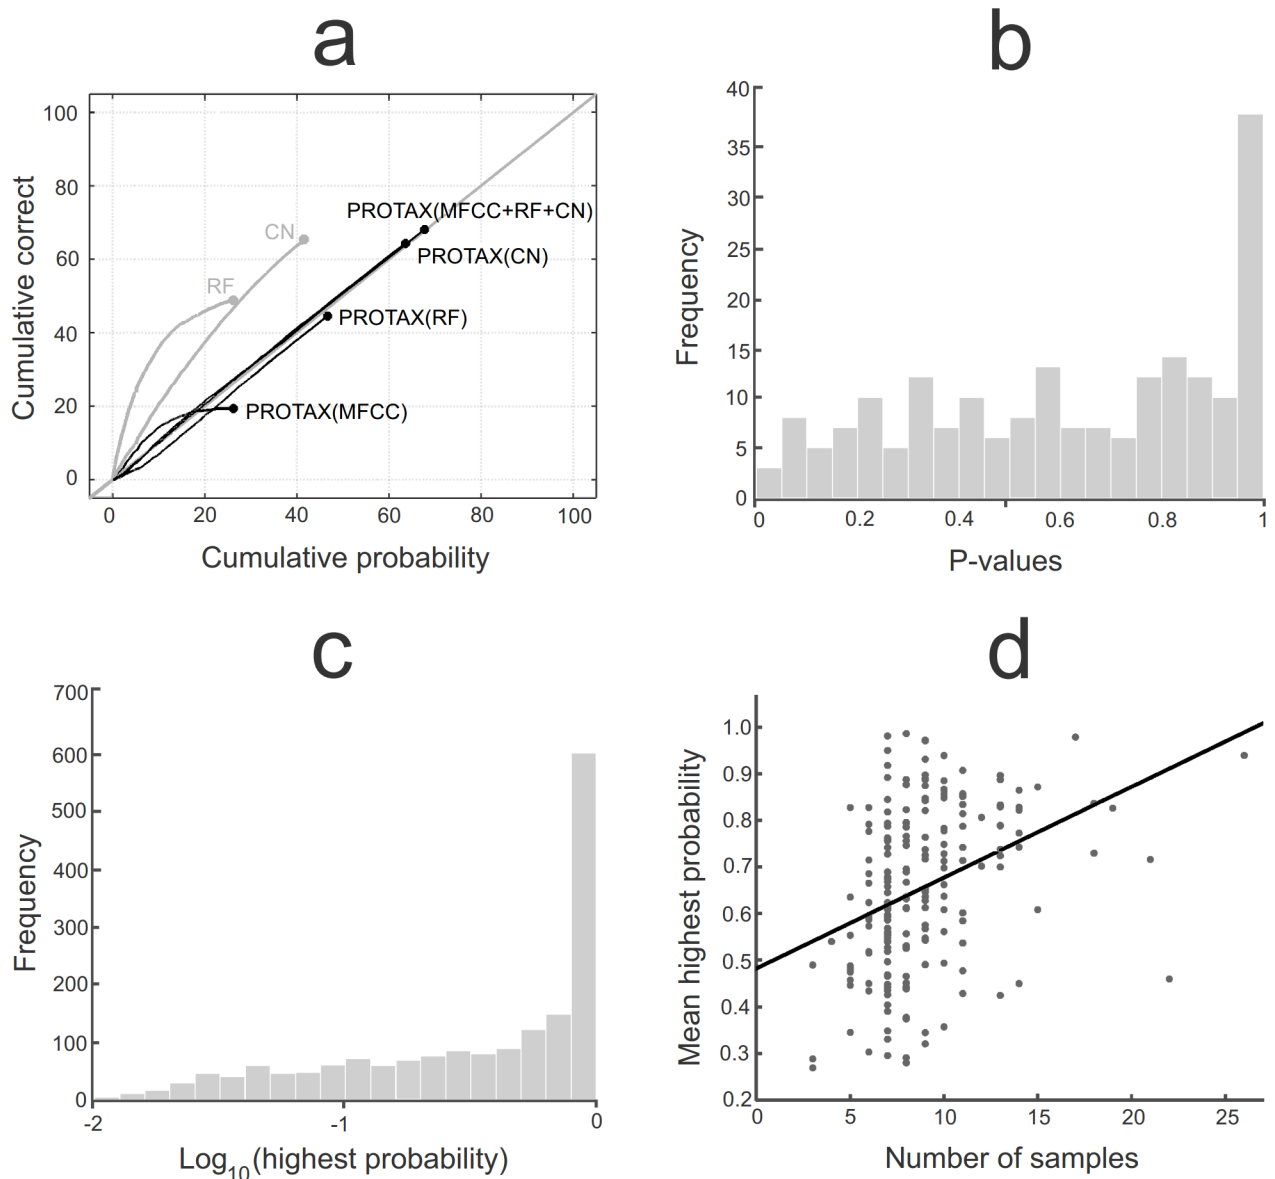 a
100
80
60
40
20
0
0 20 40 60 80 100
Cumulative correct
Cumulative probability
CN
RF
PROTAX(MFCC+RF+CN)
PROTAX(CN)
PROTAX(RF)
PROTAX(MFCC)
b
40
35
30
25
20
15
10
5
0
0 0.2 0.4 0.6 0.8 1
Frequency
P-values
c
700
600
500
400
300
200
100
0
-2 -1 0
Frequency
Log10(highest probability)
d
1.0
0.9
0.8
0.7
0.6
0.5
0.4
0.3
0.2
0 5 10 15 20 25
Mean highest probability
Number of samples